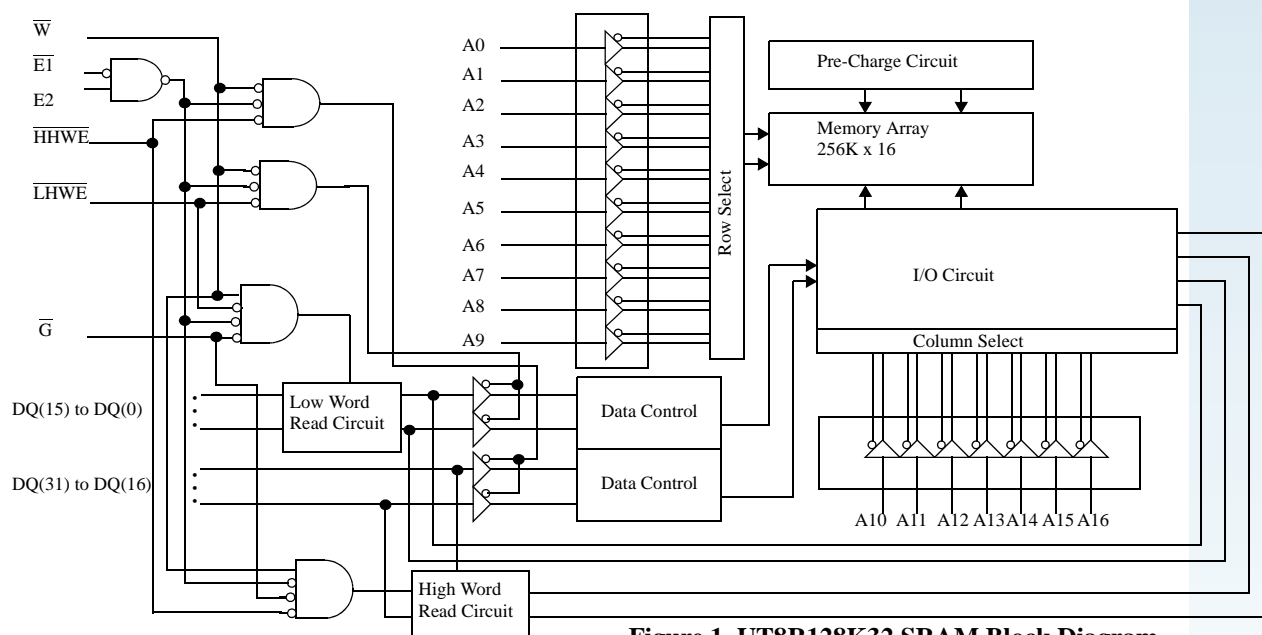 W
E1
E2
HHWE
LHWE
G
DQ(15) to DQ(0)
DQ(31) to DQ(16)
A0
A1
A2
A3
A4
A5
A6
A7
A8
A9
Row Select
Pre-Charge Circuit
Memory Array
256K x 16
I/O Circuit
Column Select
Low Word
Read Circuit
Data Control
Data Control
A10 A11 A12 A13 A14 A15 A16
High Word
Read Circuit
Figure 1. UT8R128K32 SRAM Block Diagram